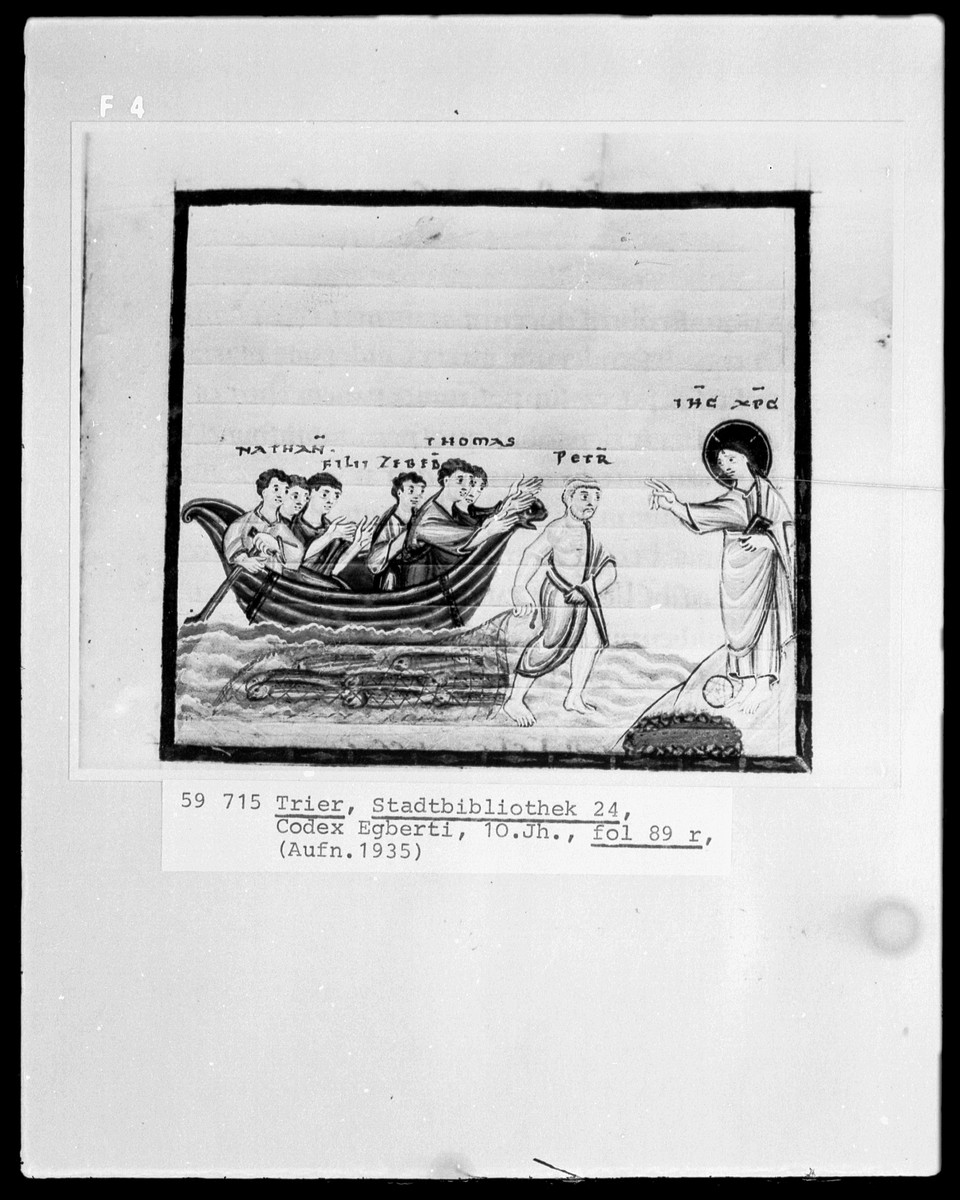 F 4
IHC XPC
THOMAS
NATHAN
FILII ZEBED
PETR
59 715 Trier, Stadtbibliothek 24,
Codex Egberti, 10.Jh., fol 89 r,
(Aufn.1935)